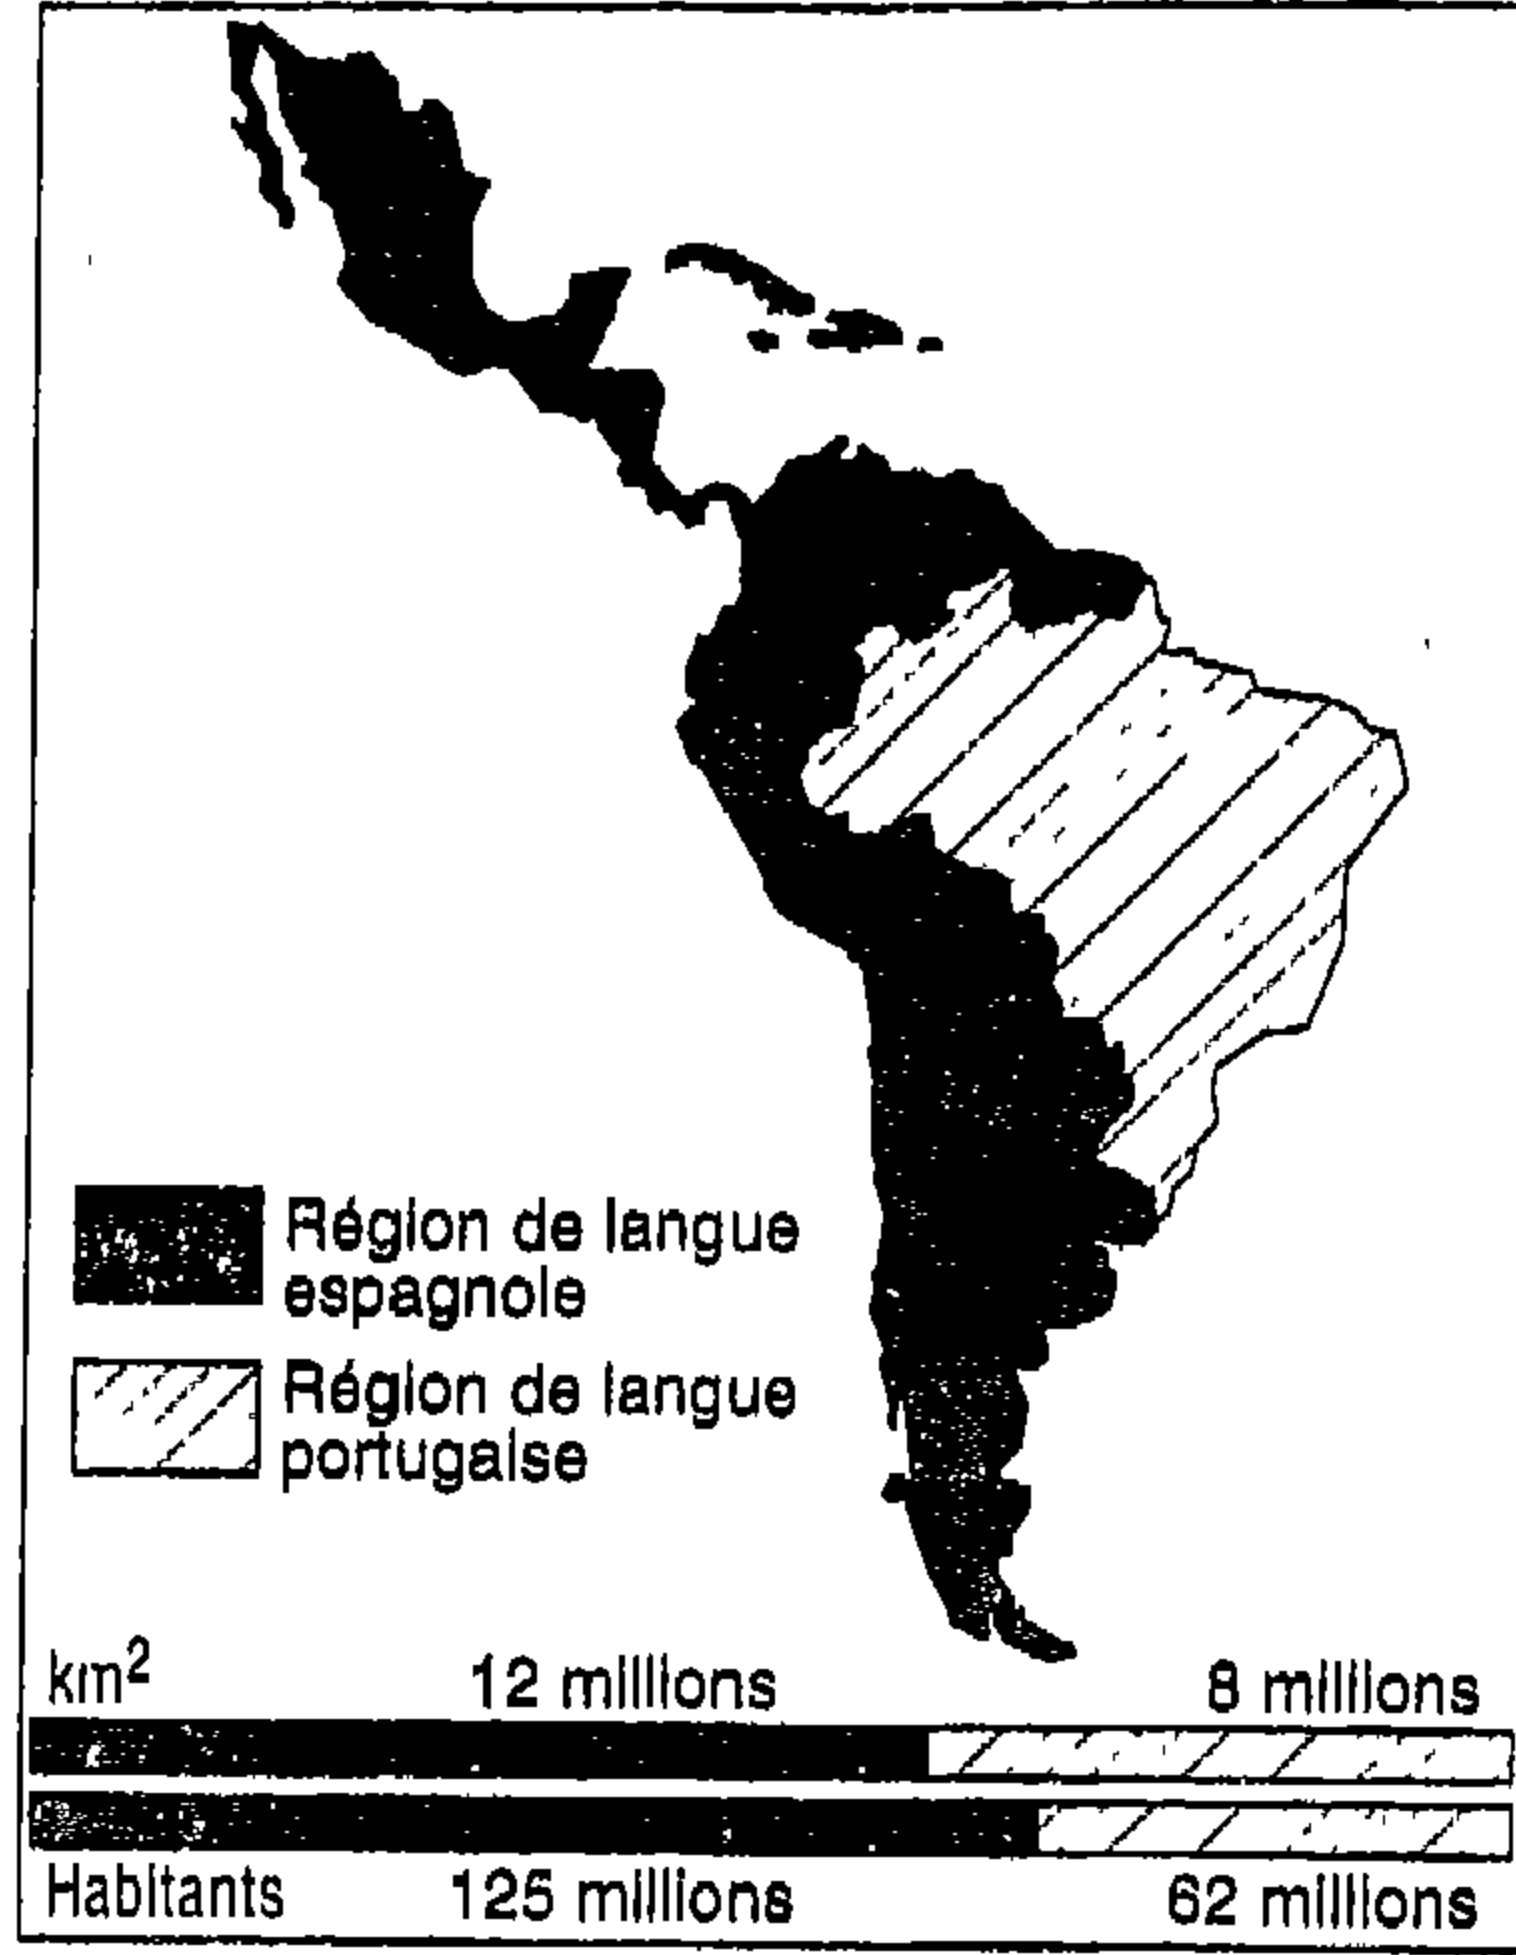 Région de langue
espagnole
Région de langue
portugaise
km² 12 millions 8 millions
Habitants 125 millions 62 millions